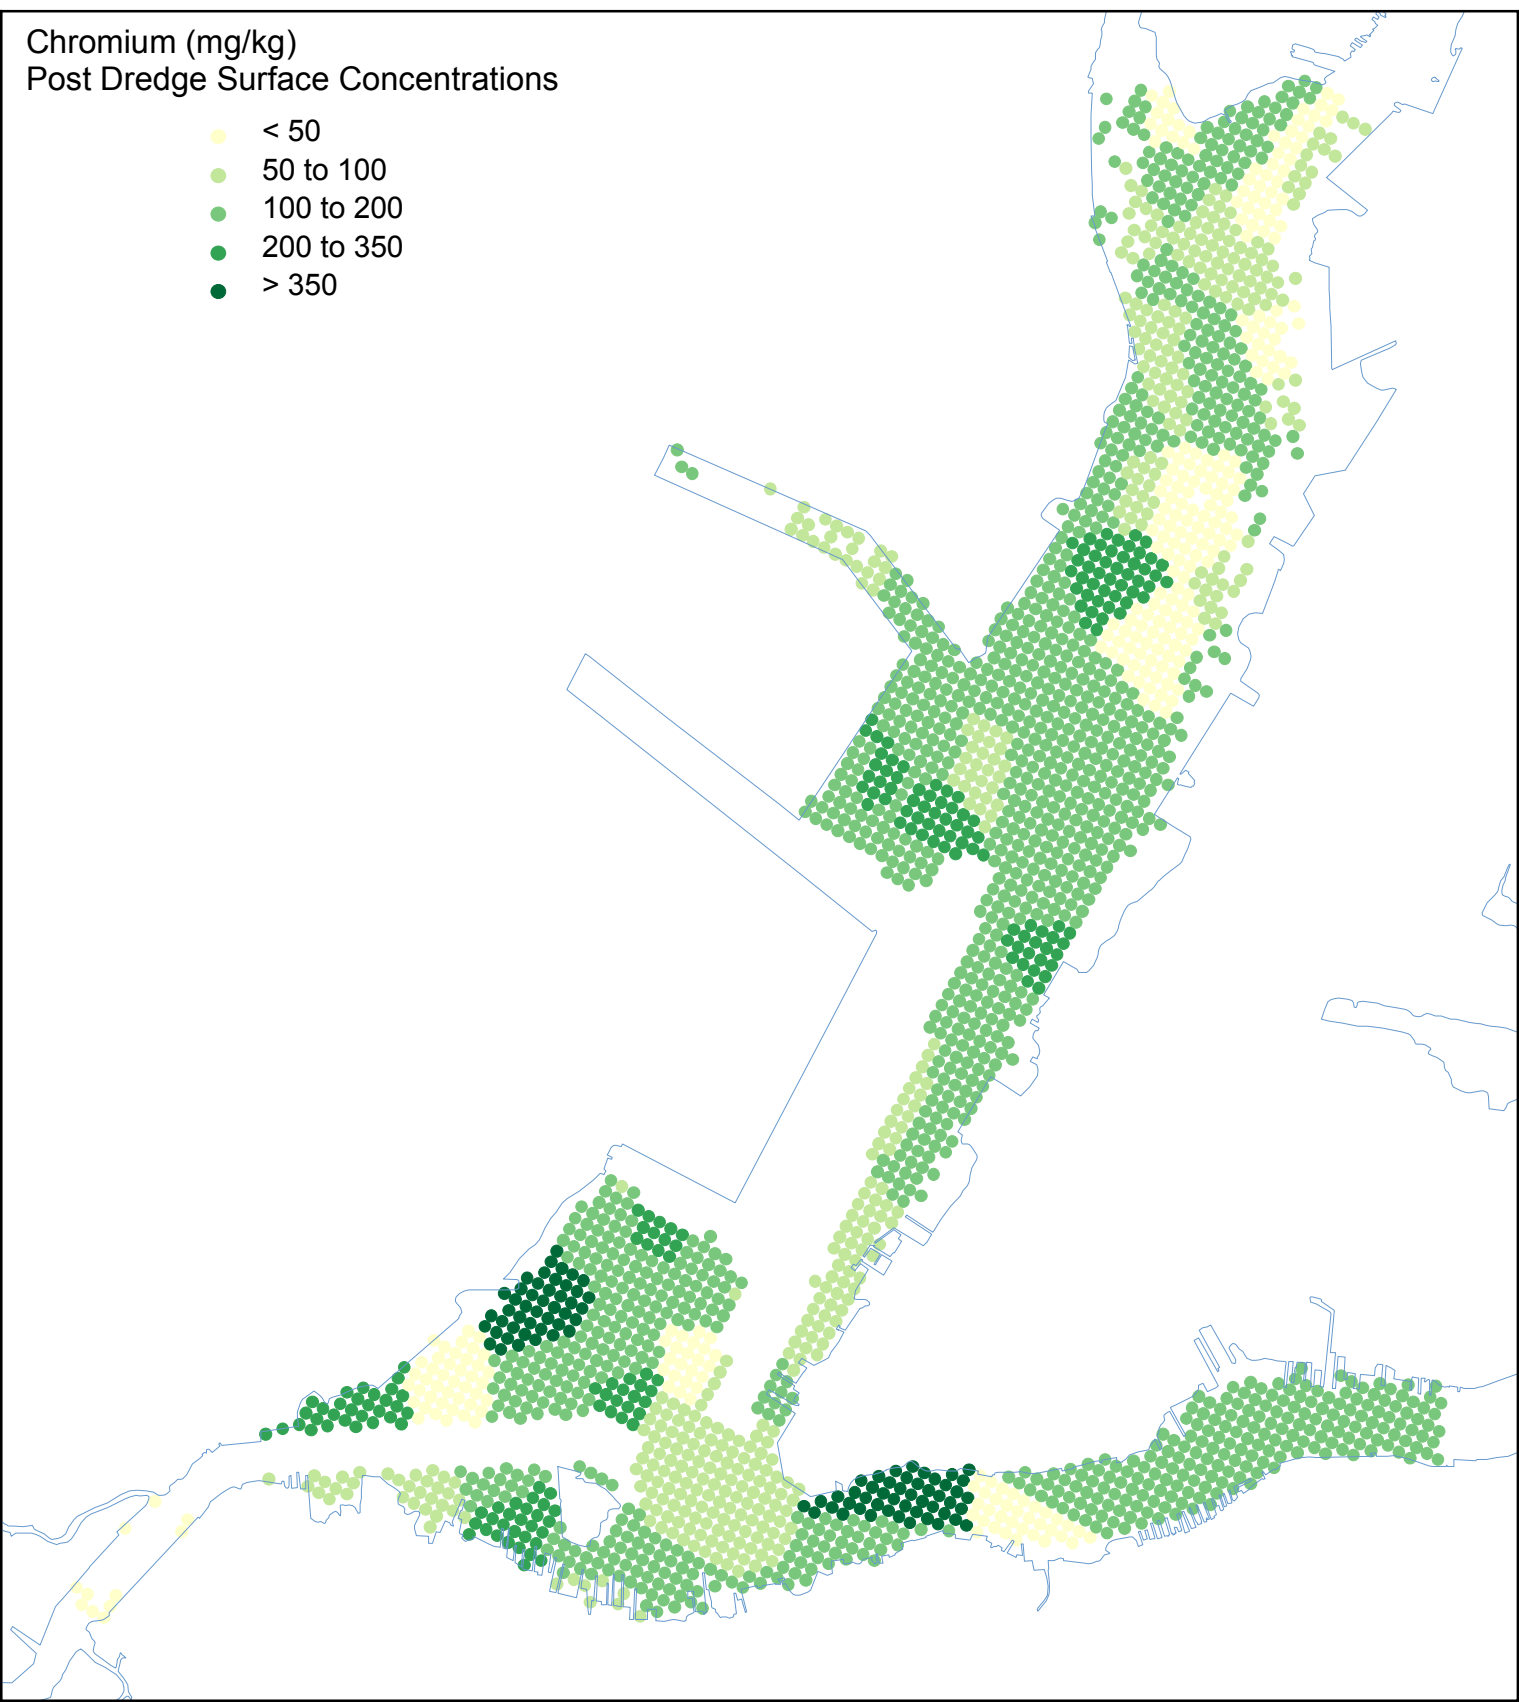 Chromium (mg/kg)
Post Dredge Surface Concentrations
< 50
50 to 100
100 to 200
200 to 350
> 350